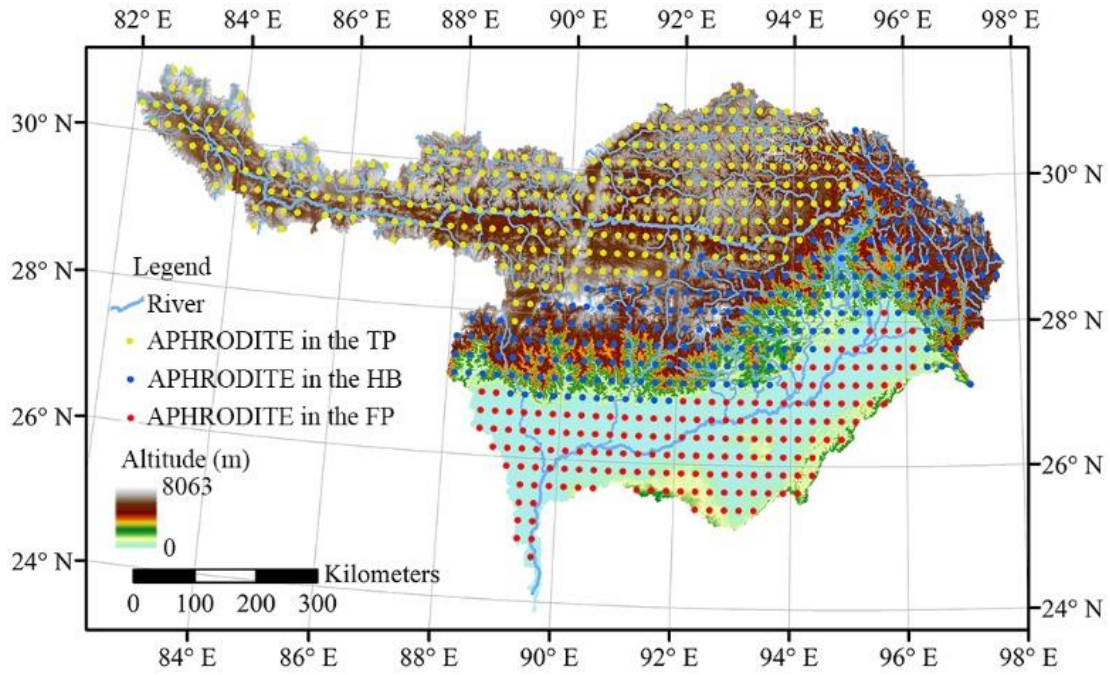 82° E 84° E 86° E 88° E 90° E 92° E 94° E 96° E 98° E
30° N
30° N
28° N
28° N
26° N
26° N
24° N
24° N
Legend
River
APHRODITE in the TP
APHRODITE in the HB
APHRODITE in the FP
Altitude (m)
8063
0
Kilometers
0 100 200 300
84° E 86° E 88° E 90° E 92° E 94° E 96° E 98° E